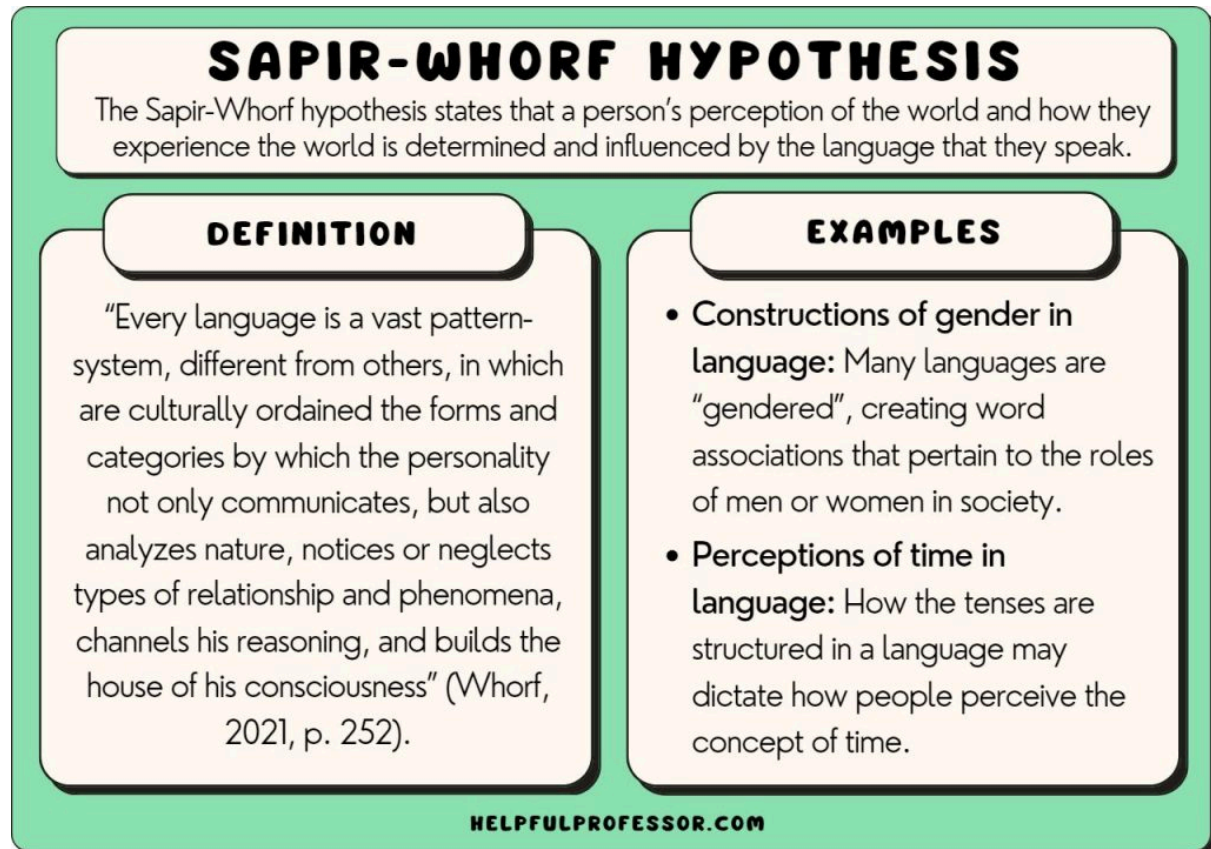 SAPIR-WHORF HYPOTHESIS
The Sapir-Whorf hypothesis states that a person's perception of the world and how they
experience the world is determined and influenced by the language that they speak.
DEFINITION
"Every language is a vast pattern-
system, different from others, in which
are culturally ordained the forms and
categories by which the personality
not only communicates, but also
analyzes nature, notices or neglects
types of relationship and phenomena,
channels his reasoning, and builds the
house of his consciousness" (Whorf,
2021, p. 252).
EXAMPLES
• Constructions of gender in
language: Many languages are
"gendered", creating word
associations that pertain to the roles
of men or women in society.
• Perceptions of time in
language: How the tenses are
structured in a language may
dictate how people perceive the
concept of time.
HELPFULPROFESSOR.COM